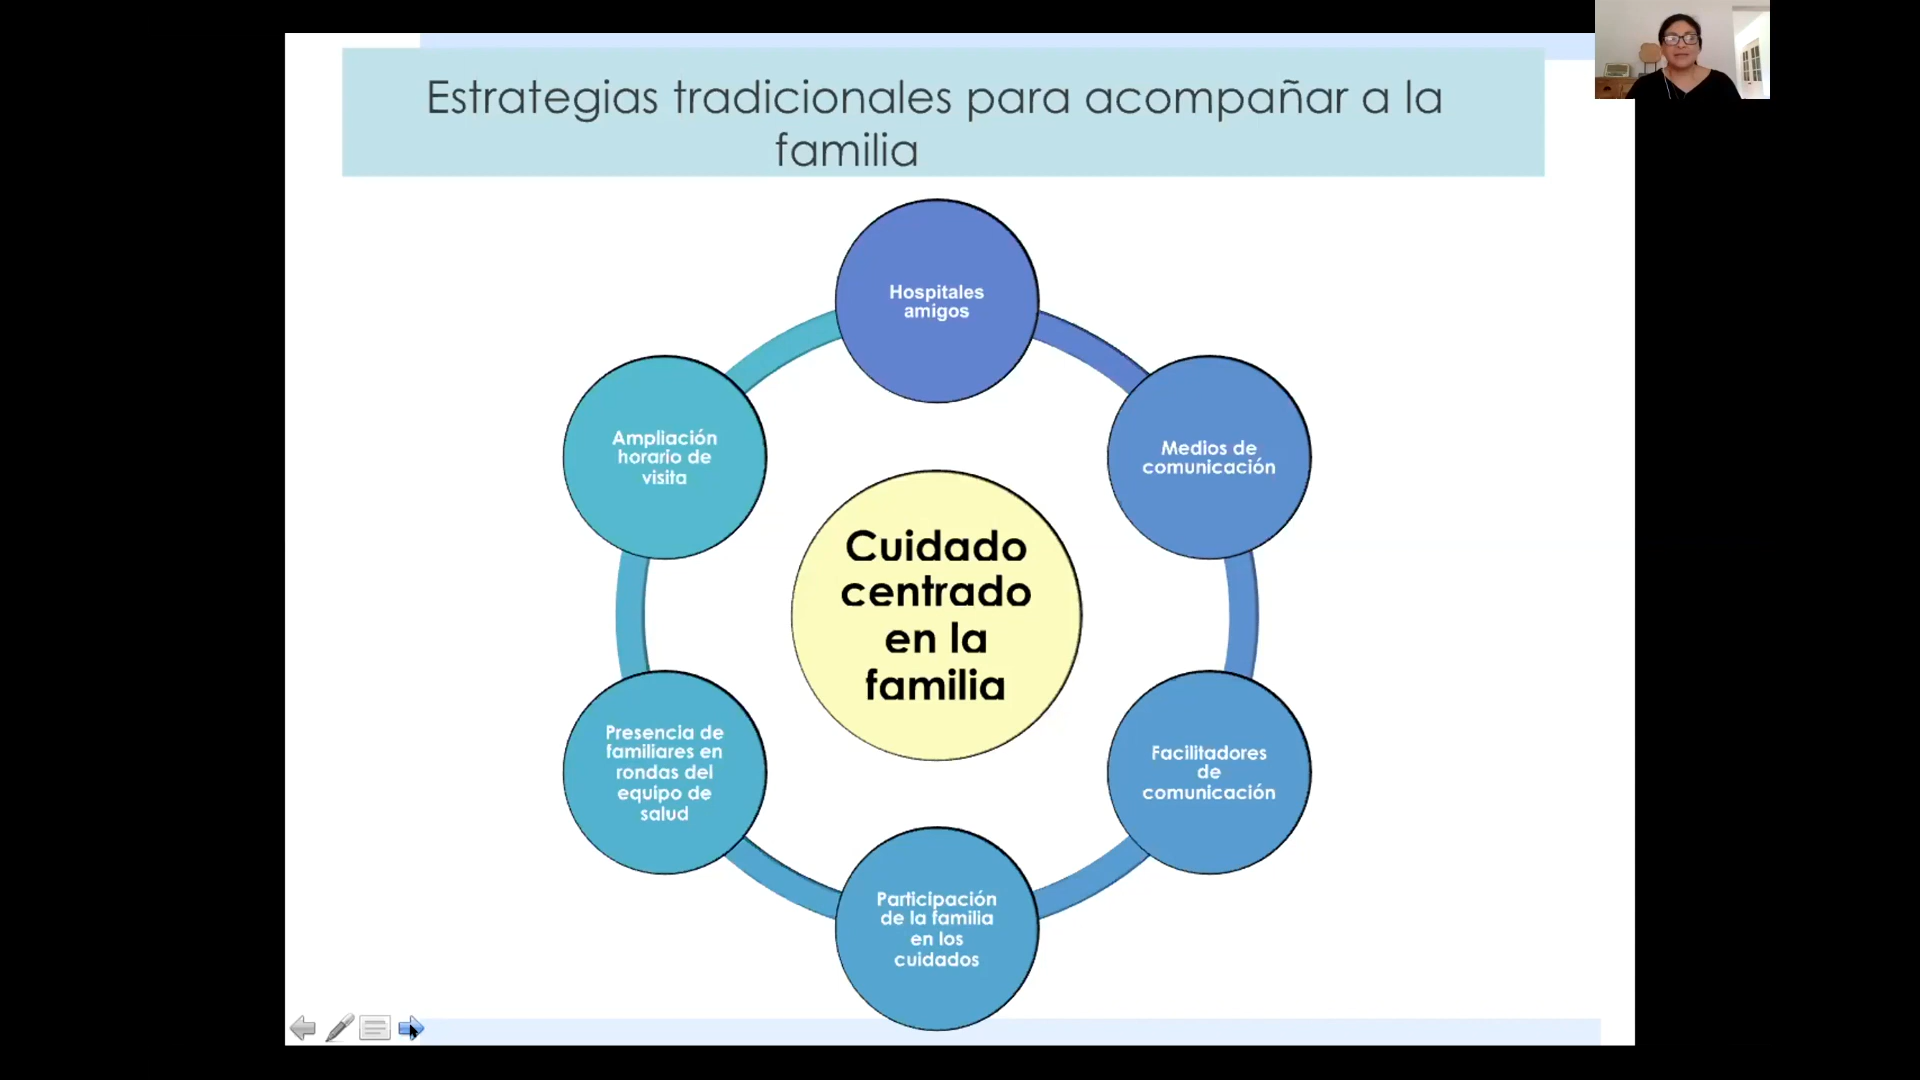 Estrategias tradicionales para acompañar a la
familia
Hospitales
amigos
Medios de
comunicación
Facilitadores
de
comunicación
Participación
de la familia
en los
cuidados
Presencia de
familiares en
rondas del
equipo de
salud
Ampliación
horario de
visita
Cuidado
centrado
en la
familia